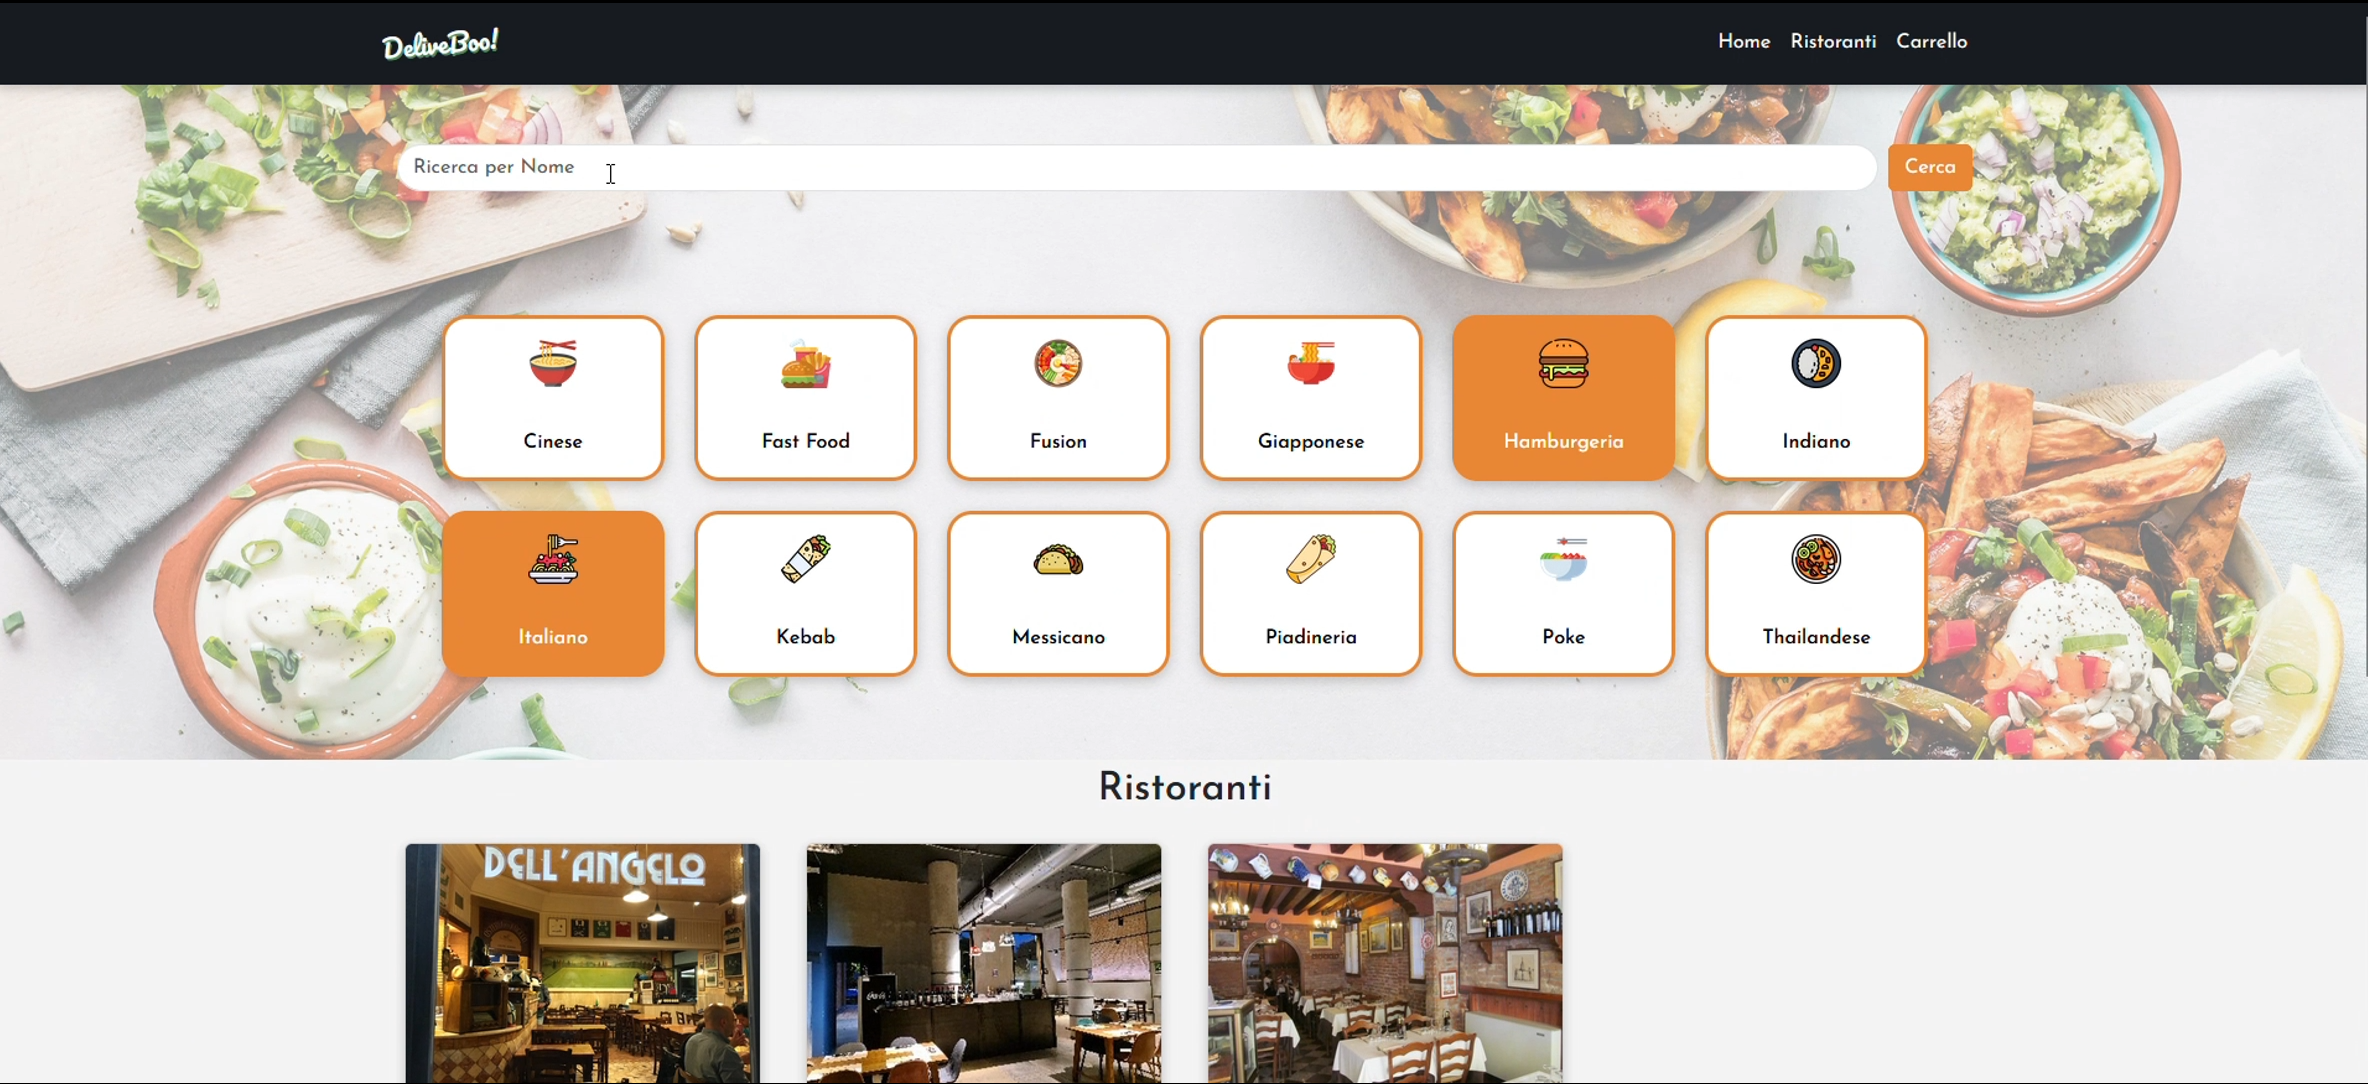 DeliveBoo!
Home Ristoranti Carrello
Ricerca per Nome
Cerca
Cinese
Fast Food
Fusion
Giapponese
Hamburgeria
Indiano
Italiano
Kebab
Messicano
Piadineria
Poke
Thailandese
Ristoranti
DELL'ANGELO